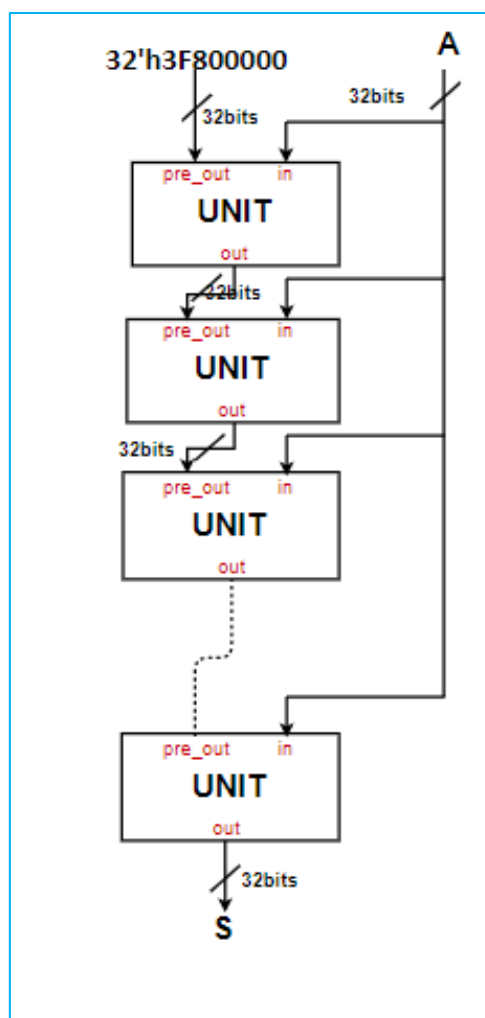 32'h3F800000
A
32bits
32bits
pre_out in
UNIT
out
32bits
pre_out in
UNIT
out
32bits
pre_out in
UNIT
out
pre_out in
UNIT
out
32bits
S